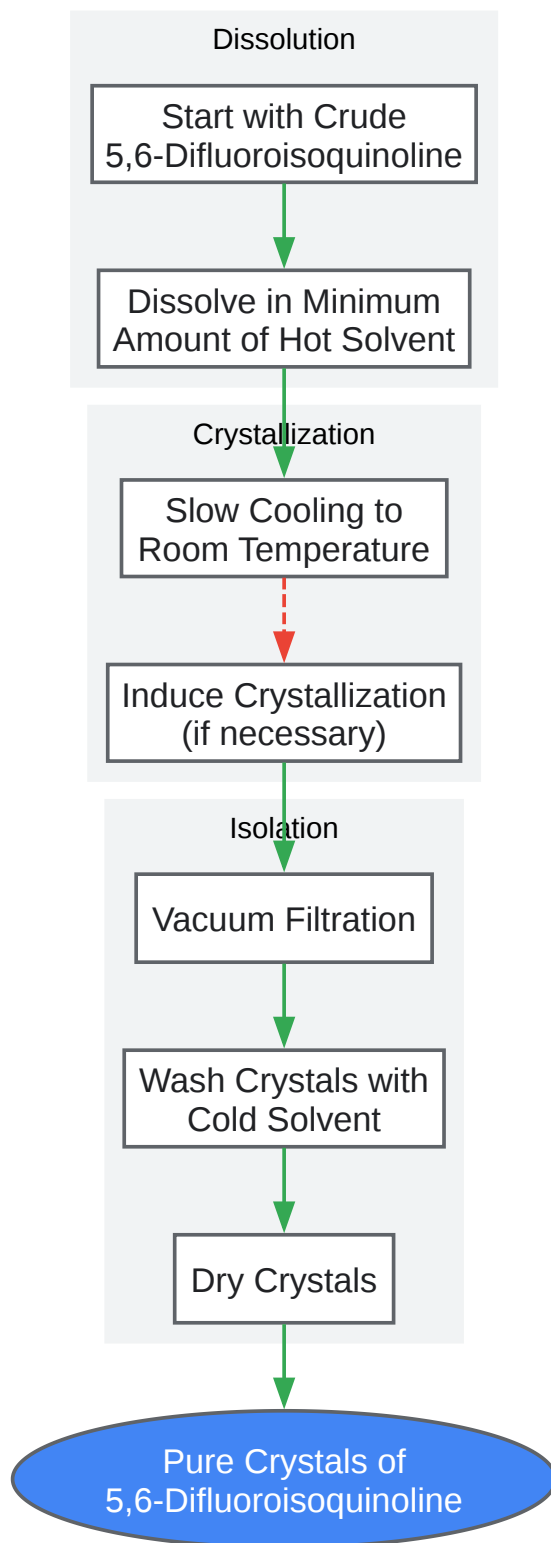 Dissolution
Start with Crude
5,6-Difluoroisoquinoline
Dissolve in Minimum
Amount of Hot Solvent
Crystallization
Slow Cooling to
Room Temperature
Induce Crystallization
(if necessary)
Isolation
Vacuum Filtration
Wash Crystals with
Cold Solvent
Dry Crystals
Pure Crystals of
5,6-Difluoroisoquinoline